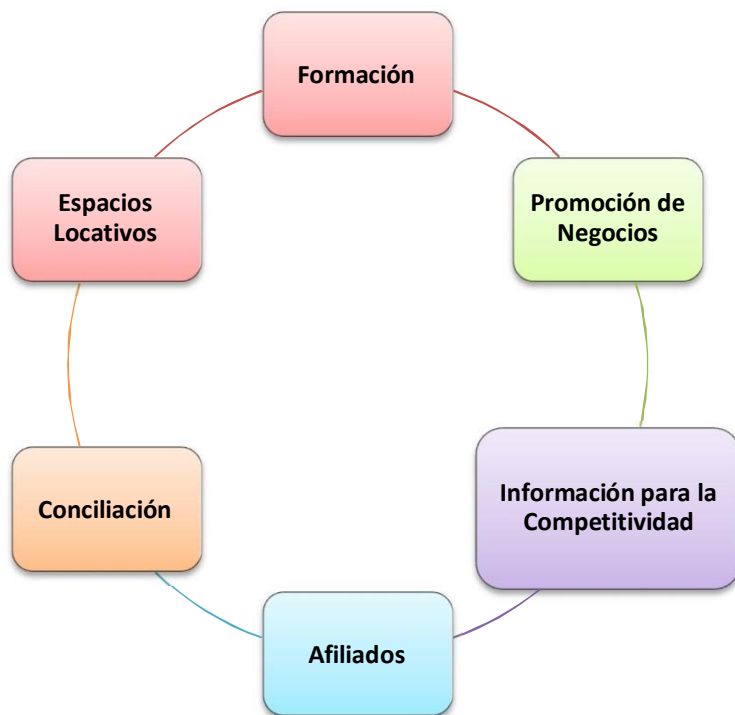 Formación
Promoción de
Negocios
Información para la
Competitividad
Afiliados
Conciliación
Espacios
Locativos